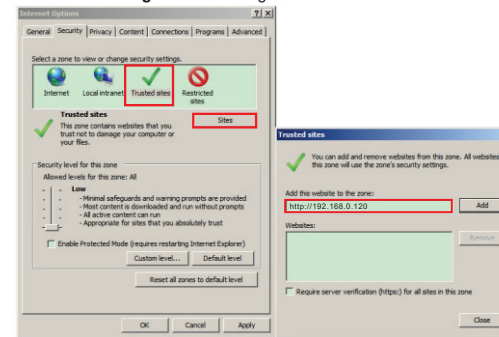 Internet Options
General Security Privacy Content Connections Programs Advanced
Select a zone to view or change security settings.
Internet Local intranet Trusted sites Restricted sites
Trusted sites
This zone contains websites that you
trust not to damage your computer or
your files.
Sites
Security level for this zone
Allowed levels for this zone: All
Low
- Minimal safeguards and warning prompts are provided
- Most content is downloaded and run without prompts
- All active content can run
- Appropriate for sites that you absolutely trust
Enable Protected Mode (requires restarting Internet Explorer)
Custom level... Default level
Reset all zones to default level
OK Cancel Apply
Trusted sites
You can add and remove websites from this zone. All websites
this zone will use the zone's security settings.
Add this website to the zone:
http://192.168.0.120 Add
Websites:
Remove
Require server verification (https:) for all sites in this zone
Close